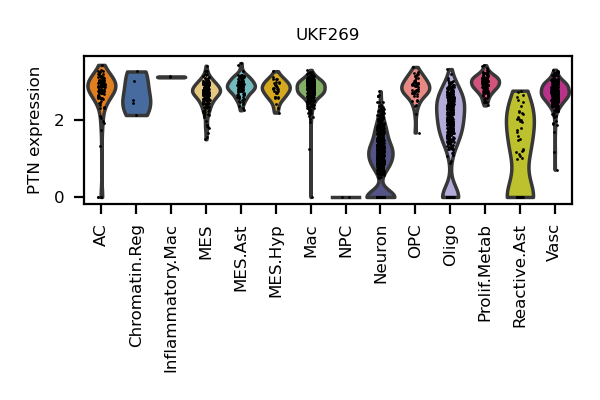 UKF269
PTN expression
2
0
AC
Chromatin.Reg
Inflammatory.Mac
MES
MES.Ast
MES.Hyp
Mac
NPC
Neuron
OPC
Oligo
Prolif.Metab
Reactive.Ast
Vasc